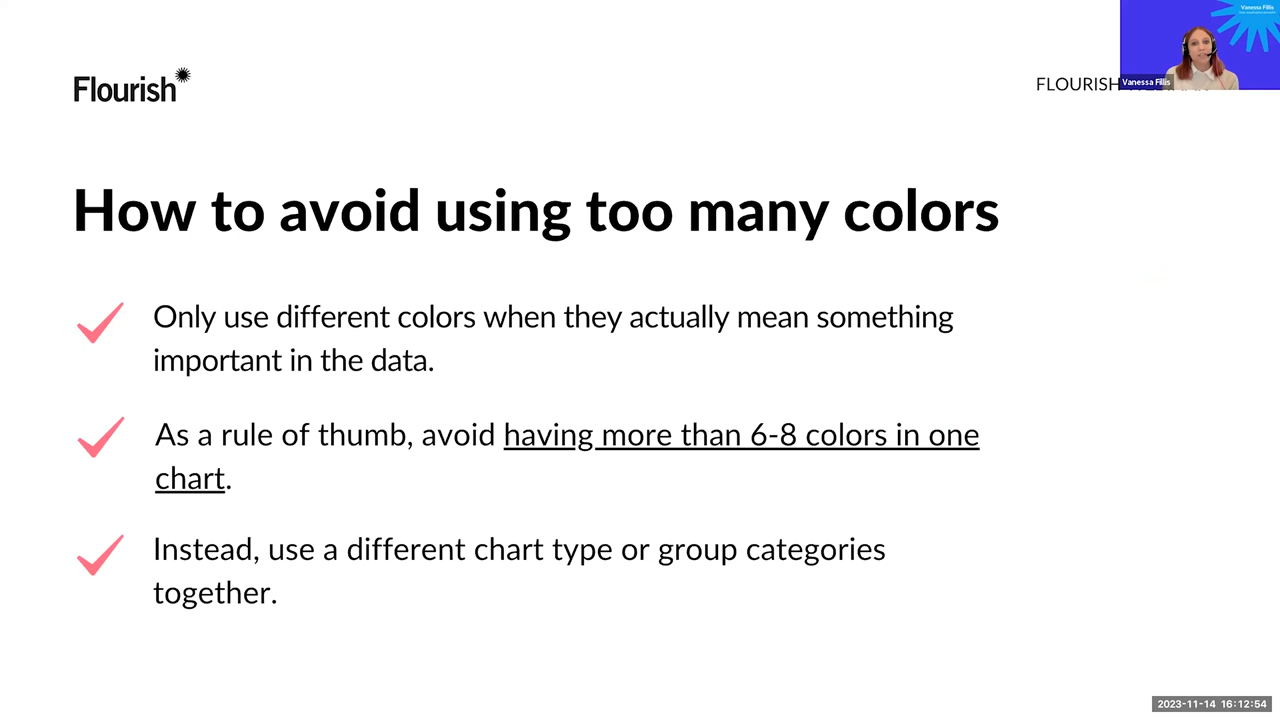 Vanessa Fillis
Flourish
FLOURISH
Vanessa Fillis
How to avoid using too many colors
Only use different colors when they actually mean something
important in the data.
As a rule of thumb, avoid having more than 6-8 colors in one
chart.
Instead, use a different chart type or group categories
together.
2023-11-14 16:12:54